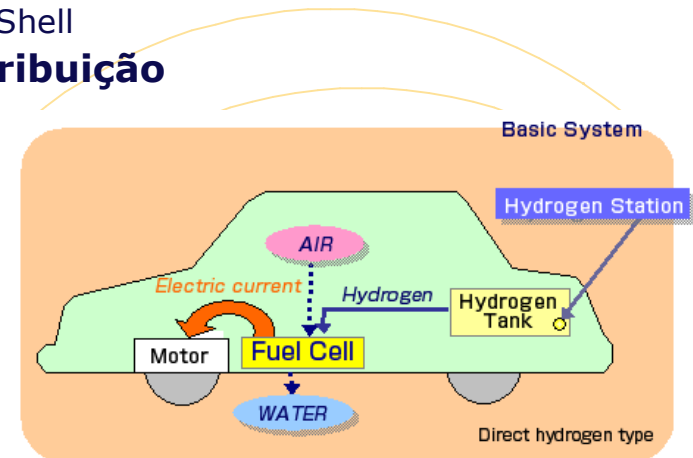 Shell
ribuição
Basic System
Hydrogen Station
AIR
Electric current
Hydrogen
Hydrogen
Tank
Motor
Fuel Cell
WATER
Direct hydrogen type